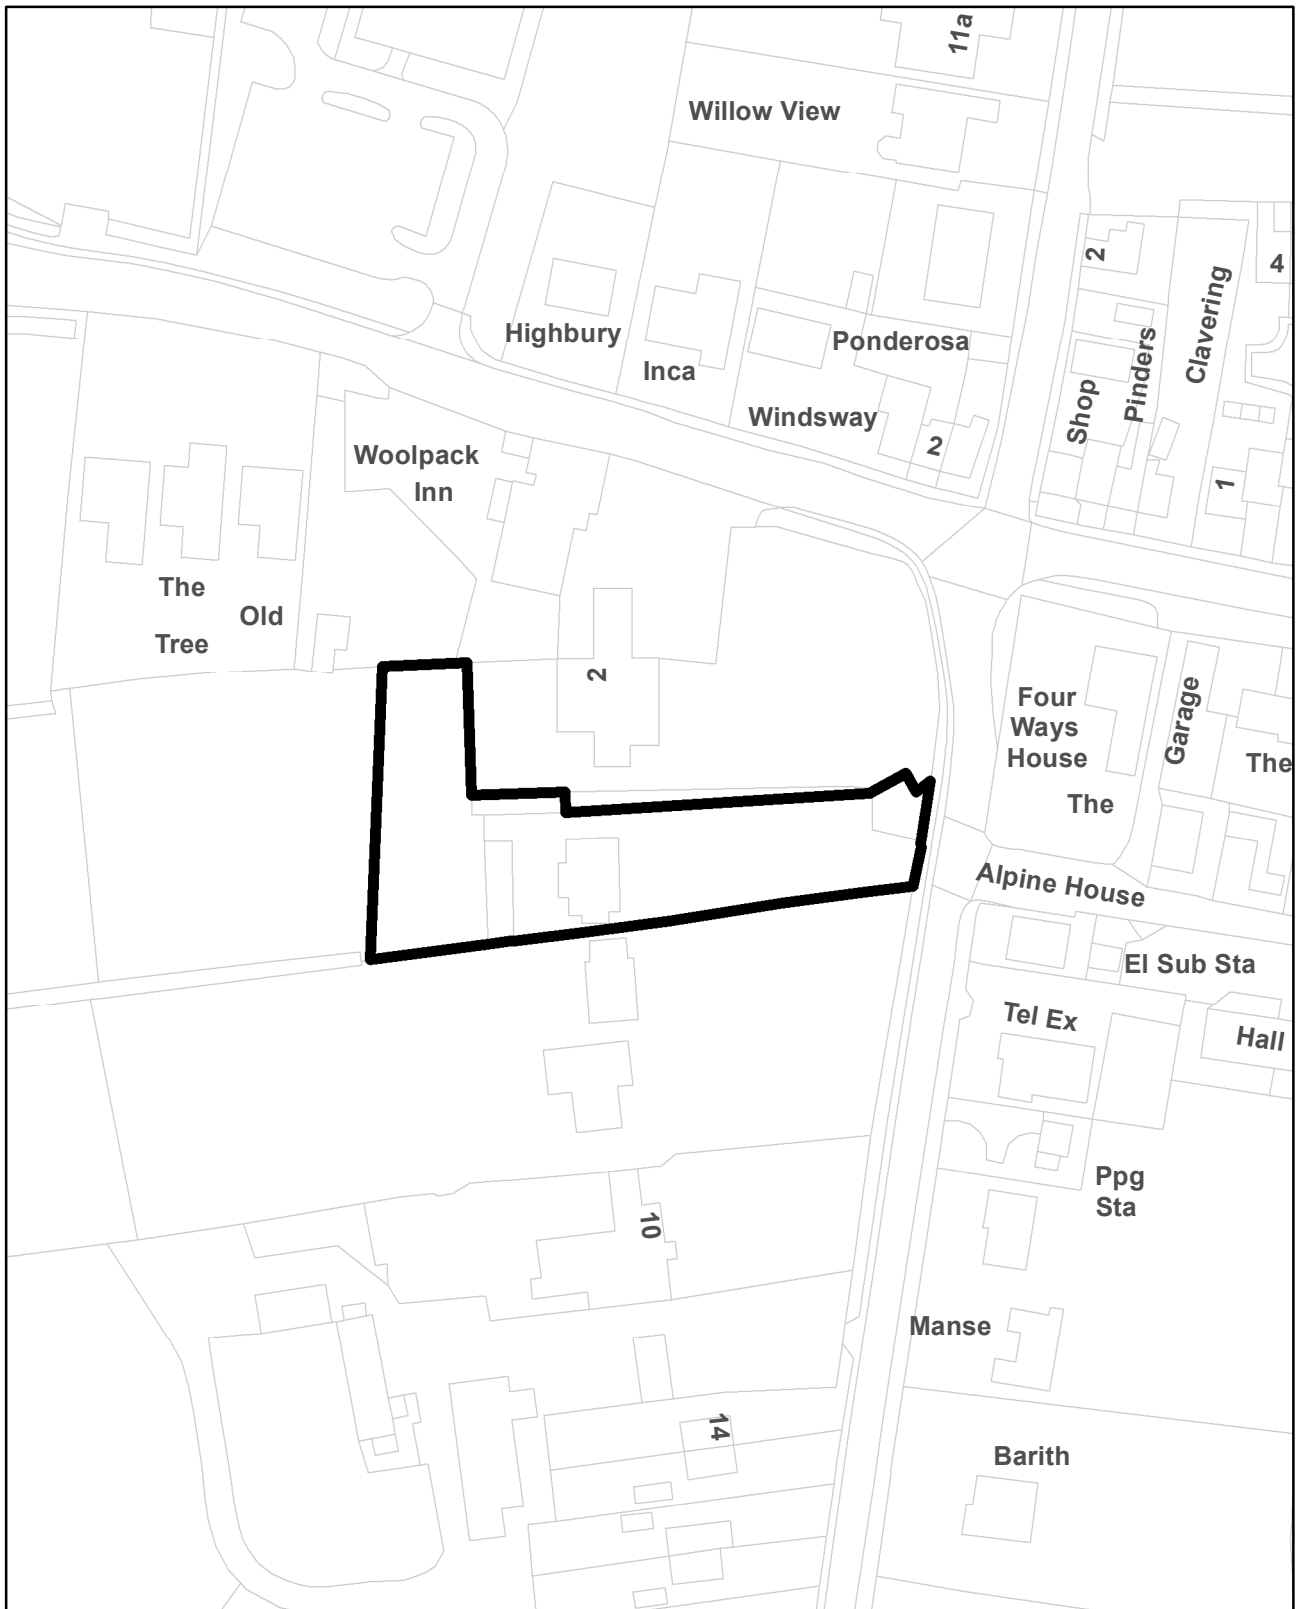 11a
Willow View
2
4
Clavering
Highbury
Ponderosa
Inca
Pinders
Shop
Windsway
2
Woolpack
Inn
1
The
Old
Tree
2
Four
Ways
House
Garage
The
The
Alpine House
El Sub Sta
Tel Ex
Hall
Ppg
Sta
10
Manse
14
Barith